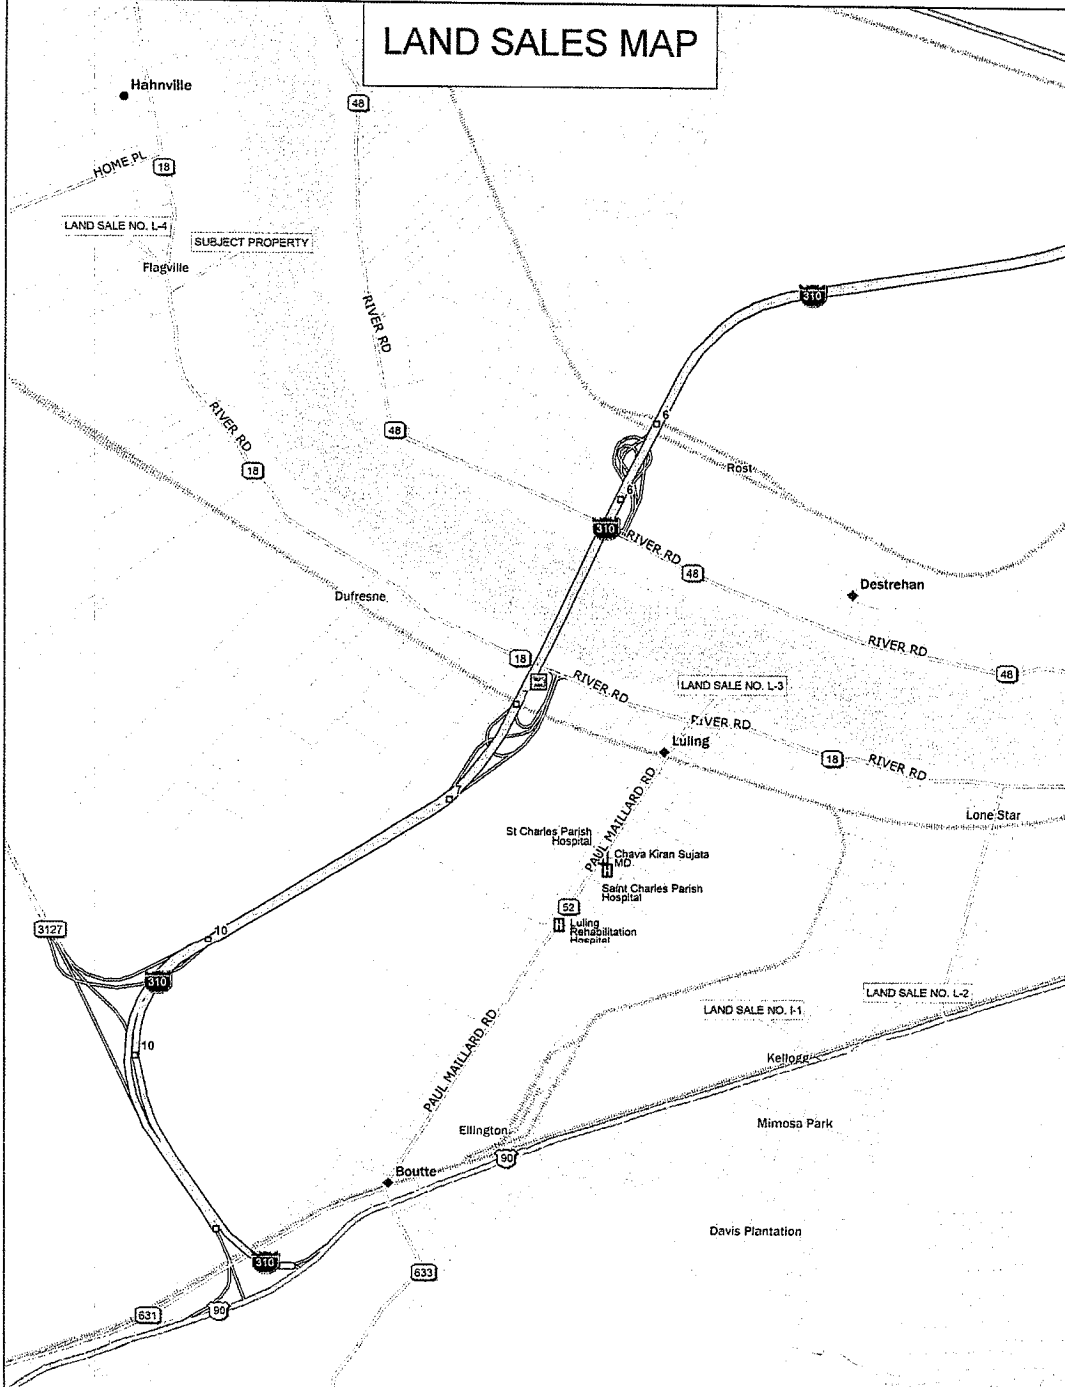 LAND SALES MAP
Hahnville
48
HOME PL
18
LAND SALE NO. L-4
SUBJECT PROPERTY
Flagville
310
RIVER RD
6
RIVER RD
48
18
Rost
6
310
RIVER RD
48
Destrehan
Dufresne
RIVER RD
18
48
RIVER RD
LAND SALE NO. L-3
7
RIVER RD
Luling
18
RIVER RD
PAUL MAILLARD RD
7
Lone Star
St Charles Parish
Hospital
Chava Kiran Sujata
MD
H
Saint Charles Parish
Hospital
52
H
Luling
Rehabilitation
Hospital
3127
10
310
LAND SALE NO. L-2
LAND SALE NO. I-1
10
PAUL MAILLARD RD
Kellogg
Mimosa Park
Ellington
90
Boutte
Davis Plantation
310
633
631
90